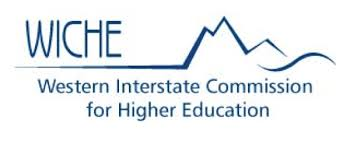 WICHE
Western Interstate Commission
for Higher Education